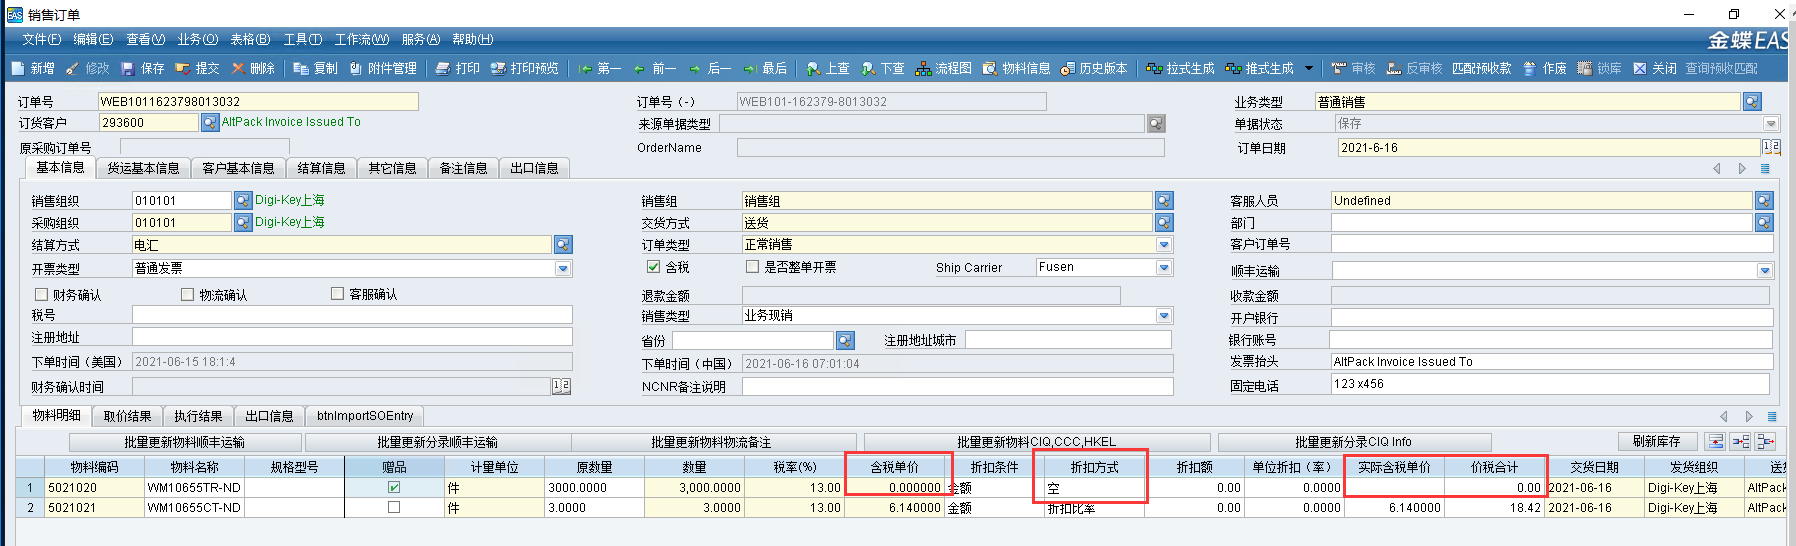 EAS 销售订单
文件(F) 编辑(E) 查看(V) 业务(O) 表格(B) 工具(T) 工作流(W) 服务(A) 帮助(H)
金蝶EAS
新增 修改 保存 提交 删除 复制 附件管理 打印 打印预览 第一 前一 后一 最后 上查 下查 流程图 物料信息 历史版本 拉式生成 推式生成 审核 反审核 匹配预收款 作废 锁库 关闭 查询预收匹配
订单号 WEB1011623798013032 订单号（-） WEB101-162379-8013032 业务类型 普通销售
订货客户 293600 AltPack Invoice Issued To 来源单据类型 单据状态 保存
原采购订单号 OrderName 订单日期 2021-6-16
基本信息 货运基本信息 客户基本信息 结算信息 其它信息 备注信息 出口信息
销售组织 010101 Digi-Key上海 销售组 销售组 客服人员 Undefined
采购组织 010101 Digi-Key上海 交货方式 送货 部门
结算方式 电汇 订单类型 正常销售 客户订单号
开票类型 普通发票 含税 是否整单开票 Ship Carrier Fusen 顺丰运输
财务确认 物流确认 客服确认 退款金额 收款金额
税号 销售类型 业务现销 开户银行
注册地址 省份 注册地址城市 银行账号
下单时间（美国） 2021-06-15 18:1:4 下单时间（中国） 2021-06-16 07:01:04 发票抬头 AltPack Invoice Issued To
财务确认时间 NCNR备注说明 固定电话 123 x456
物料明细 取价结果 执行结果 出口信息 btnImportSOEntry
批量更新物料顺丰运输 批量更新分录顺丰运输 批量更新物料物流备注 批量更新物料CIQ,CCC,HKEL 批量更新分录CIQ Info 刷新库存
物料编码 物料名称 规格型号 赠品 计量单位 原数量 数量 税率(%) 含税单价 折扣条件 折扣方式 折扣额 单位折扣（率） 实际含税单价 价税合计 交货日期 发货组织 送
1 5021020 WM10655TR-ND 件 3000.0000 3,000.0000 13.00 0.000000 金额 空 0.00 0.0000 0.00 2021-06-16 Digi-Key上海 AltPack
2 5021021 WM10655CT-ND 件 3.0000 3.0000 13.00 6.140000 金额 折扣比率 0.00 0.0000 6.140000 18.42 2021-06-16 Digi-Key上海 AltPack